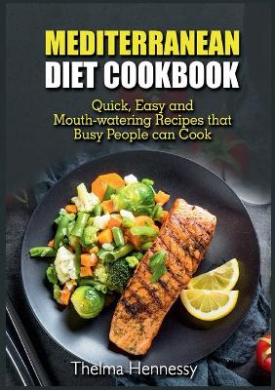 MEDITERRANEAN
DIET COOKBOOK
Quick, Easy and
Mouth-watering Recipes that
Busy People can Cook
Thelma Hennessy